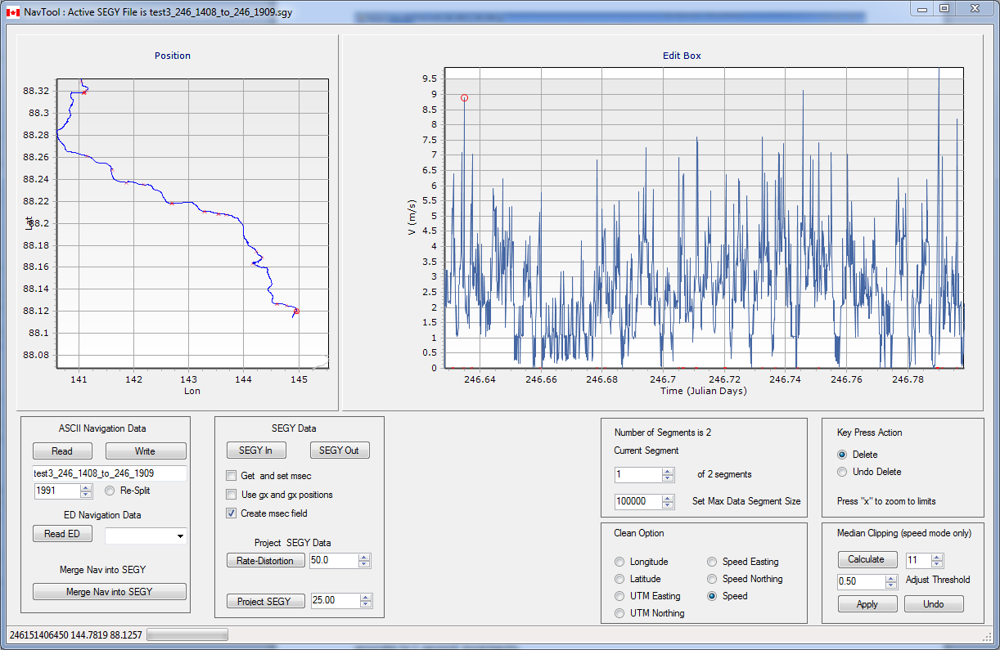 NavTool : Active SEGY File is test3_246_1408_to_246_1909.sgy
Position
88.32
88.3
88.28
88.26
88.24
88.22
88.2
88.18
88.16
88.14
88.12
88.1
88.08
Lat
141 142 143 144 145
Lon
Edit Box
9.5
9
8.5
8
7.5
7
6.5
6
5.5
5
4.5
4
3.5
3
2.5
2
1.5
1
0.5
0
V (m/s)
246.64 246.66 246.68 246.7 246.72 246.74 246.76 246.78
Time (Julian Days)
ASCII Navigation Data
Read Write
test3_246_1408_to_246_1909
1991 Re-Split
ED Navigation Data
Read ED
Merge Nav into SEGY
Merge Nav into SEGY
SEGY Data
SEGY In SEGY Out
Get and set msec
Use gx and gx positions
Create msec field
Project SEGY Data
Rate-Distortion 50.0
Project SEGY 25.00
Number of Segments is 2
Current Segment
1 of 2 segments
100000 Set Max Data Segment Size
Clean Option
Longitude Speed Easting
Latitude Speed Northing
UTM Easting Speed
UTM Northing
Key Press Action
Delete
Undo Delete
Press "x" to zoom to limits
Median Clipping (speed mode only)
Calculate 11
0.50 Adjust Threshold
Apply Undo
246151406450 144.7819 88.1257